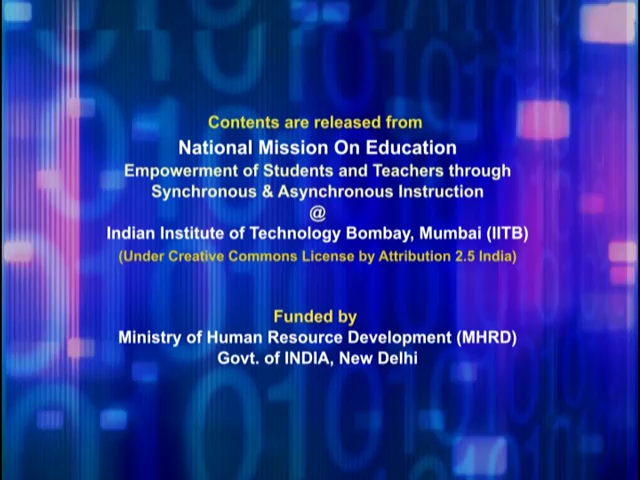 Contents are released from
National Mission On Education
Empowerment of Students and Teachers through
Synchronous & Asynchronous Instruction
@
Indian Institute of Technology Bombay, Mumbai (IITB)
(Under Creative Commons License by Attribution 2.5 India)
Funded by
Ministry of Human Resource Development (MHRD)
Govt. of INDIA, New Delhi